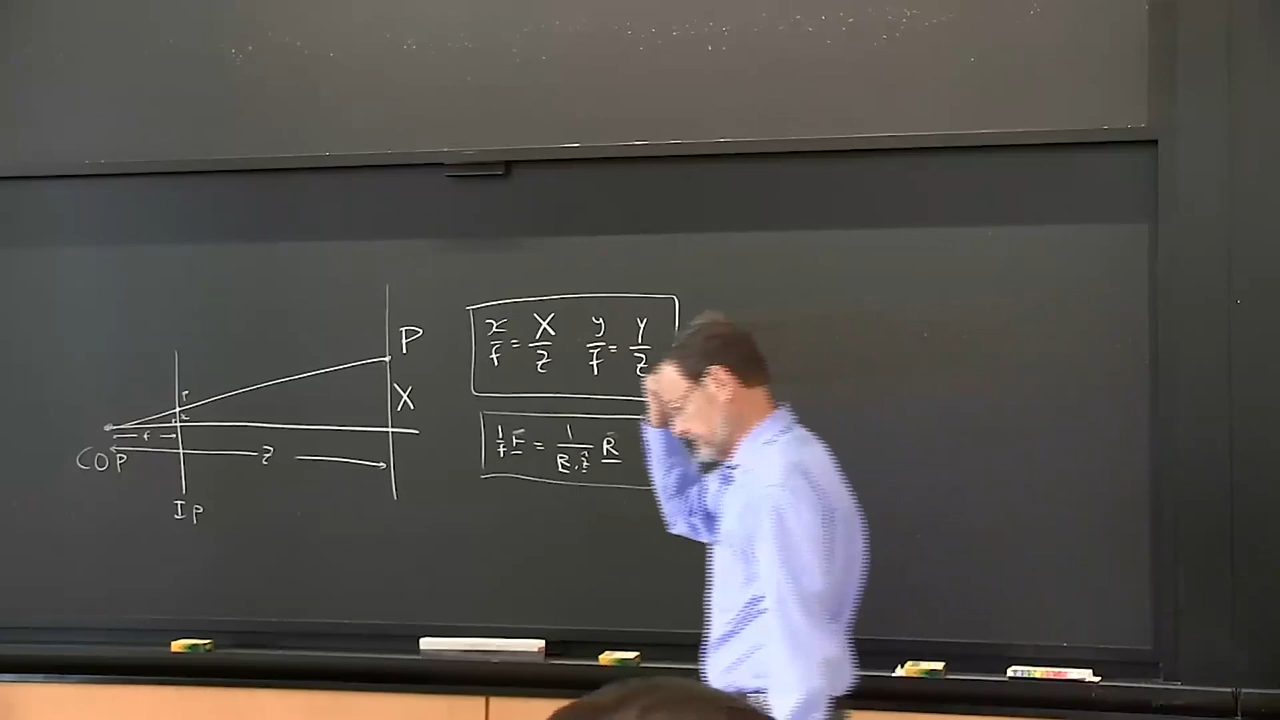 P
X
r
x
f
COP
Z
IP
x/f = X/Z y/f = Y/Z
1/f r = 1/(R·ẑ) R